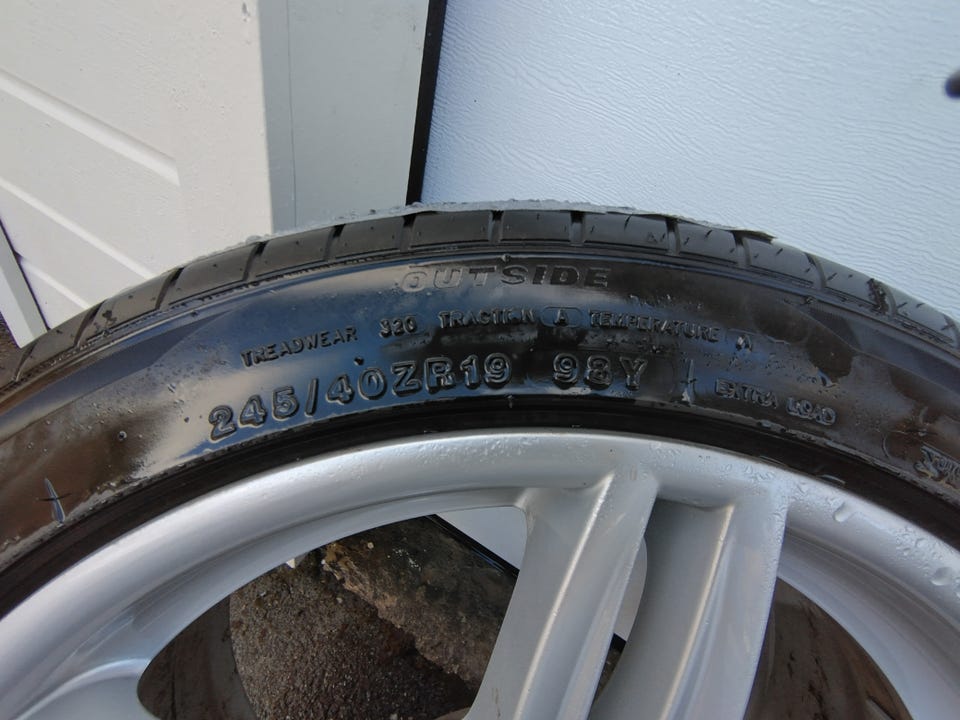 OUTSIDE
TREADWEAR 320 TRACTION A TEMPERATURE A
245/40ZR19 98Y EXTRA LOAD